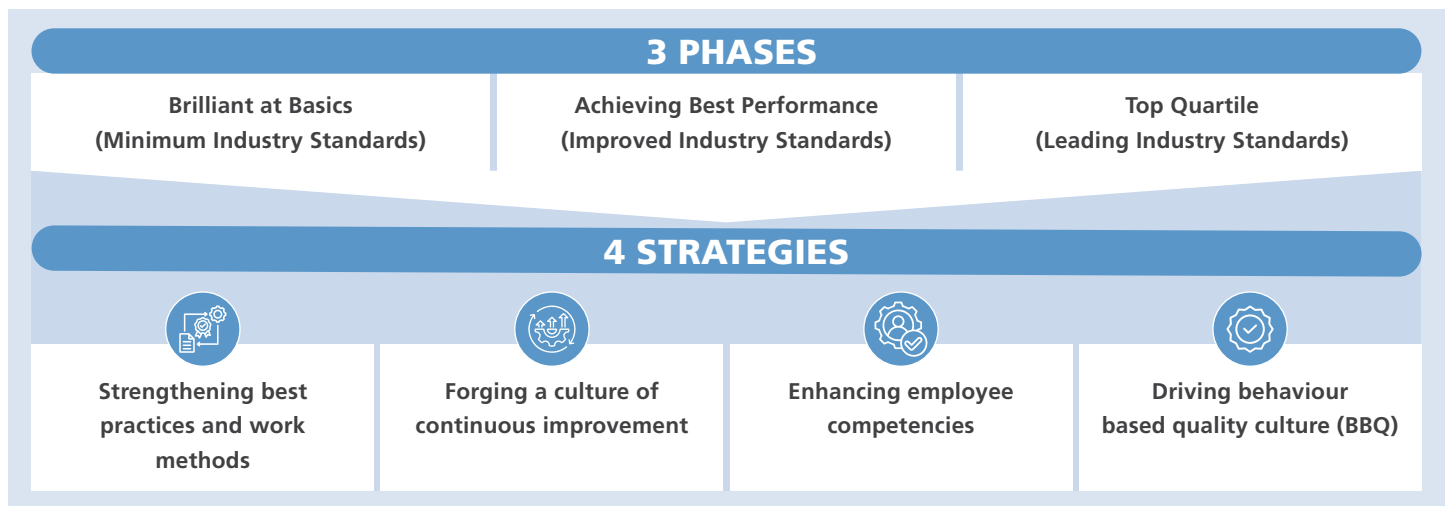 3 PHASES
Brilliant at Basics
(Minimum Industry Standards)
Achieving Best Performance
(Improved Industry Standards)
Top Quartile
(Leading Industry Standards)
4 STRATEGIES
Strengthening best
practices and work
methods
Forging a culture of
continuous improvement
Enhancing employee
competencies
Driving behaviour
based quality culture (BBQ)